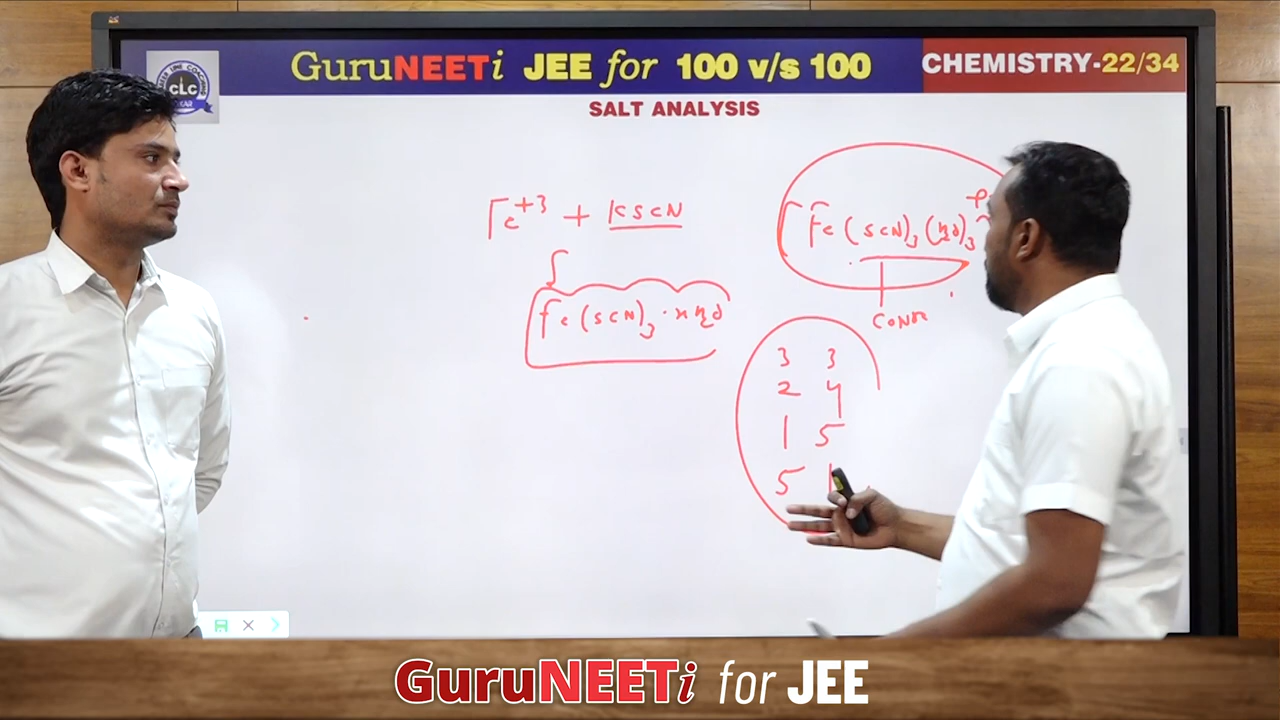 GuruNEETi JEE for 100 v/s 100 CHEMISTRY-22/34
CLC
SALT ANALYSIS
Fe+3 + KSCN
[Fe(SCN)3(H2O)3
Fe(SCN)3·xH2O
3 3
2 4
1 5
5 1
GuruNEETi for JEE